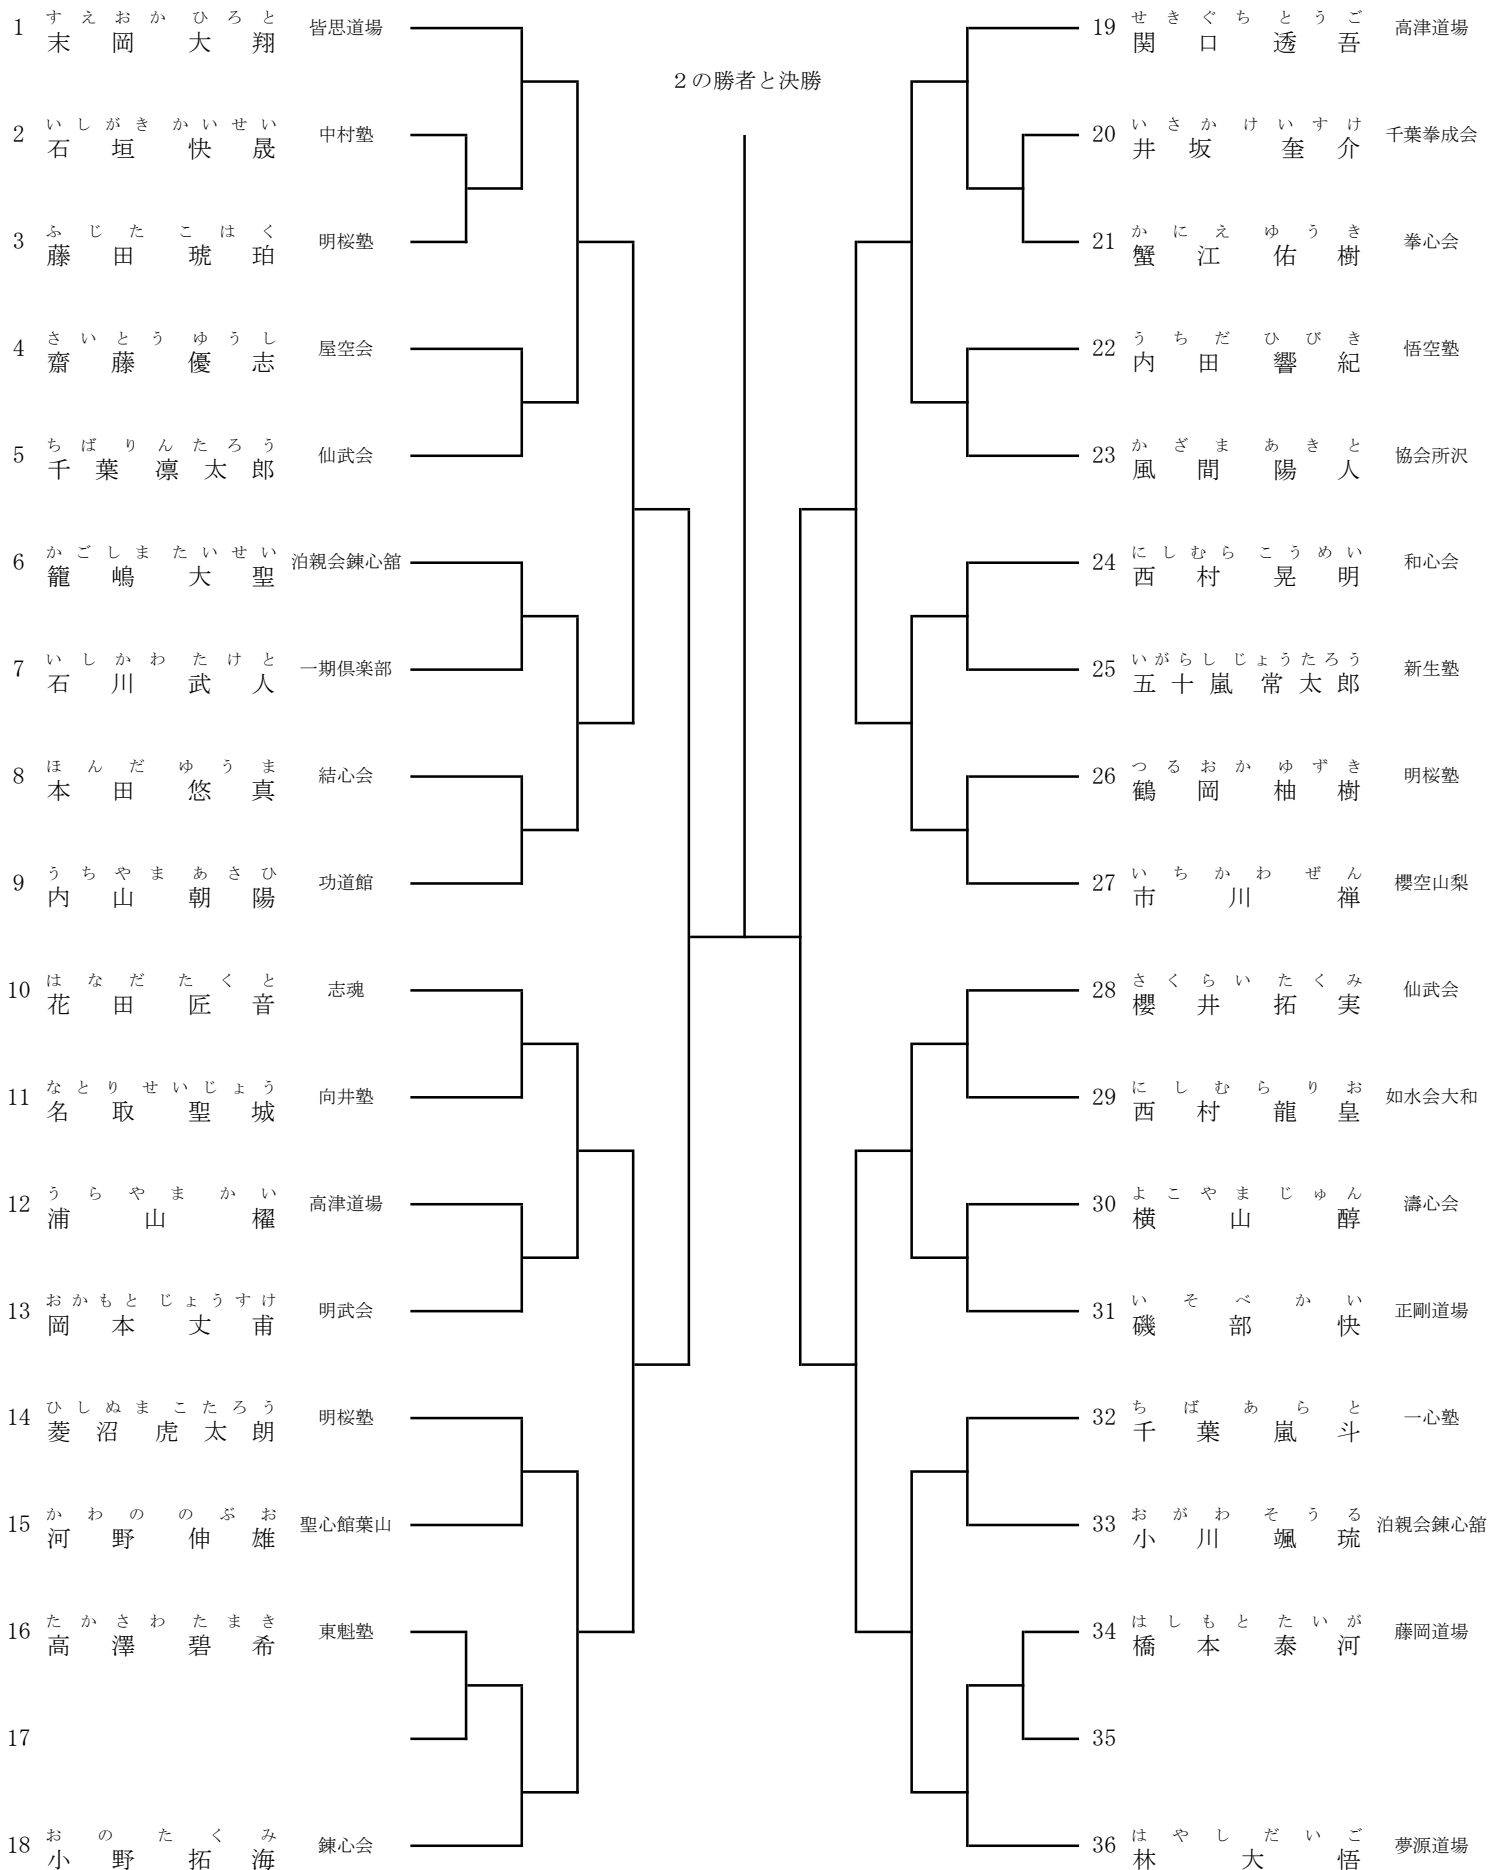 ２の勝者と決勝
すえおか ひろと
1 末岡 大翔 皆思道場
いしがき かいせい
2 石垣 快晟 中村塾
ふじた こはく
3 藤田 琥珀 明桜塾
さいとう ゆうし
4 齋藤 優志 屋空会
ちば りんたろう
5 千葉 凛太郎 仙武会
かごしま たいせい
6 籠嶋 大聖 泊親会錬心舘
いしかわ たけと
7 石川 武人 一期倶楽部
ほんだ ゆうま
8 本田 悠真 結心会
うちやま あさひ
9 内山 朝陽 功道館
はなだ たくと
10 花田 匠音 志魂
なとり せいじょう
11 名取 聖城 向井塾
うらやま かい
12 浦山 櫂 高津道場
おかもと じょうすけ
13 岡本 丈甫 明武会
ひしぬま こたろう
14 菱沼 虎太朗 明桜塾
かわの のぶお
15 河野 伸雄 聖心館葉山
たかさわ たまき
16 高澤 碧希 東魁塾
17
おの たくみ
18 小野 拓海 錬心会
せきぐち とうご
19 関口 透吾 高津道場
いさか けいすけ
20 井坂 奎介 千葉拳成会
かにえ ゆうき
21 蟹江 佑樹 拳心会
うちだ ひびき
22 内田 響紀 悟空塾
かざま あきと
23 風間 陽人 協会所沢
にしむら こうめい
24 西村 晃明 和心会
いがらし じょうたろう
25 五十嵐 常太郎 新生塾
つるおか ゆずき
26 鶴岡 柚樹 明桜塾
いちかわ ぜん
27 市川 禅 櫻空山梨
さくらい たくみ
28 櫻井 拓実 仙武会
にしむら りお
29 西村 龍皇 如水会大和
よこやま じゅん
30 横山 醇 濤心会
いそべ かい
31 磯部 快 正剛道場
ちば あらと
32 千葉 嵐斗 一心塾
おがわ そうる
33 小川 颯琉 泊親会錬心舘
はしもと たいが
34 橋本 泰河 藤岡道場
35
はやし だいご
36 林 大悟 夢源道場